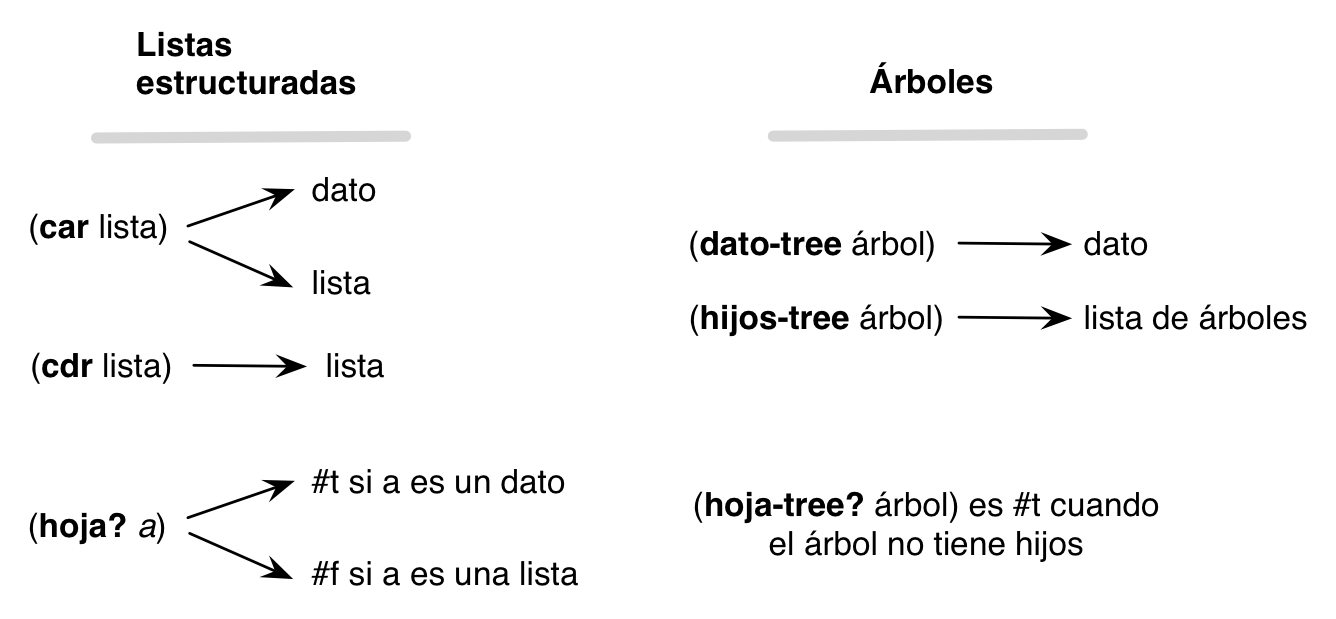 Listas
estructuradas
(car lista)
dato
lista
(cdr lista)
lista
(hoja? a)
#t si a es un dato
#f si a es una lista
Árboles
(dato-tree árbol)
dato
(hijos-tree árbol)
lista de árboles
(hoja-tree? árbol) es #t cuando
el árbol no tiene hijos